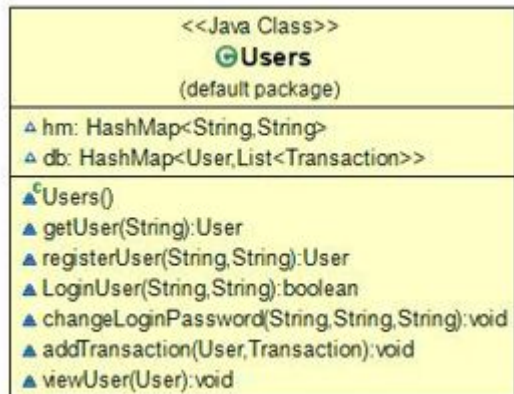 <<Java Class>>
Users
(default package)
hm: HashMap<String,String>
db: HashMap<User,List<Transaction>>
Users()
getUser(String):User
registerUser(String,String):User
LoginUser(String,String):boolean
changeLoginPassword(String,String,String):void
addTransaction(User,Transaction):void
viewUser(User):void